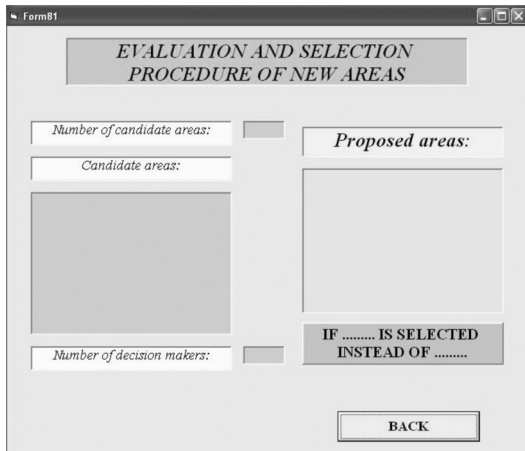 Form81
EVALUATION AND SELECTION
PROCEDURE OF NEW AREAS
Number of candidate areas:
Candidate areas:
Number of decision makers:
Proposed areas:
IF ......... IS SELECTED
INSTEAD OF .........
BACK